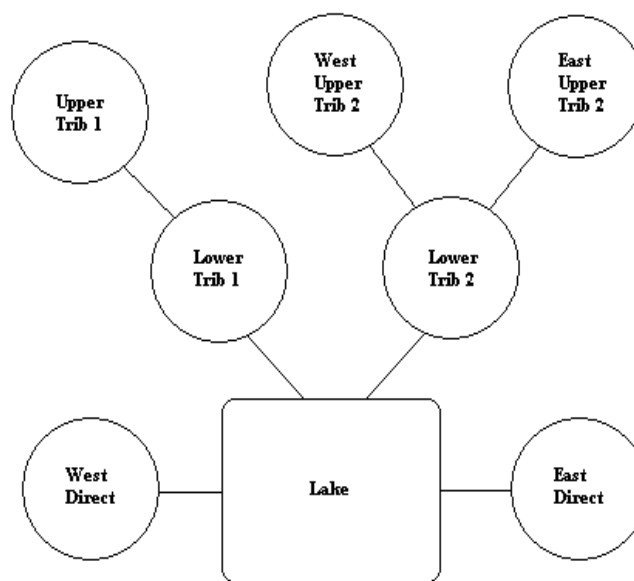 Upper
Trib 1
West
Upper
Trib 2
East
Upper
Trib 2
Lower
Trib 1
Lower
Trib 2
West
Direct
Lake
East
Direct